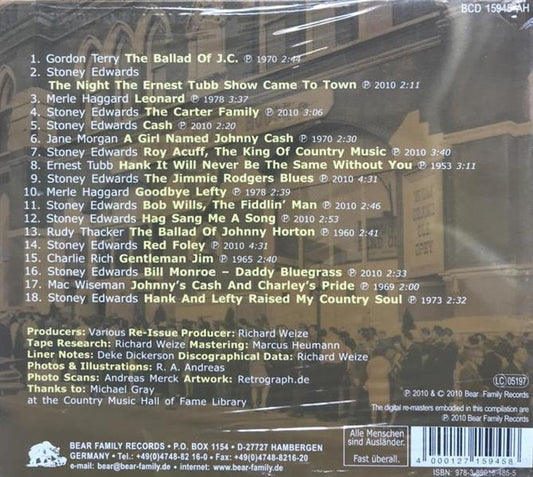 BCD 15948 AH
1. Gordon Terry The Ballad Of J.C. ℗ 1970 2:44
2. Stoney Edwards
The Night The Ernest Tubb Show Came To Town ℗ 2010 2:11
3. Merle Haggard Leonard ℗ 1978 3:37
4. Stoney Edwards The Carter Family ℗ 2010 3:06
5. Stoney Edwards Cash ℗ 2010 2:20
6. Jane Morgan A Girl Named Johnny Cash ℗ 1970 2:30
7. Stoney Edwards Roy Acuff, The King Of Country Music ℗ 2010 3:40
8. Ernest Tubb Hank It Will Never Be The Same Without You ℗ 1953 3:11
9. Stoney Edwards The Jimmie Rodgers Blues ℗ 2010 4:31
10. Merle Haggard Goodbye Lefty ℗ 1978 2:39
11. Stoney Edwards Bob Wills, The Fiddlin' Man ℗ 2010 2:46
12. Stoney Edwards Hag Sang Me A Song ℗ 2010 2:53
13. Rudy Thacker The Ballad Of Johnny Horton ℗ 1960 2:41
14. Stoney Edwards Red Foley ℗ 2010 4:31
15. Charlie Rich Gentleman Jim ℗ 1965 2:40
16. Stoney Edwards Bill Monroe – Daddy Bluegrass ℗ 2010 2:33
17. Mac Wiseman Johnny's Cash And Charley's Pride ℗ 1969 2:00
18. Stoney Edwards Hank And Lefty Raised My Country Soul ℗ 1973 2:32
Producers: Various Re-Issue Producer: Richard Weize
Tape Research: Richard Weize Mastering: Marcus Heumann
Liner Notes: Deke Dickerson Discographical Data: Richard Weize
Photos & Illustrations: R. A. Andreas
Photo Scans: Andreas Merck Artwork: Retrograph.de
Thanks to: Michael Gray
at the Country Music Hall of Fame Library
LC 05197
℗ 2010 & © 2010 Bear Family Records
The digital re-masters embodied in this compilation are
℗ 2010 Bear Family Records
BEAR FAMILY RECORDS • P.O. BOX 1154 • D-27727 HAMBERGEN
GERMANY • Tel.: +49(0)4748-82 16-0 • Fax: +49(0)4748-8216-20
e-mail: bear@bear-family.de • internet: www.bear-family.de
Alle Menschen
sind Ausländer.
Fast überall.
4 000127 159458